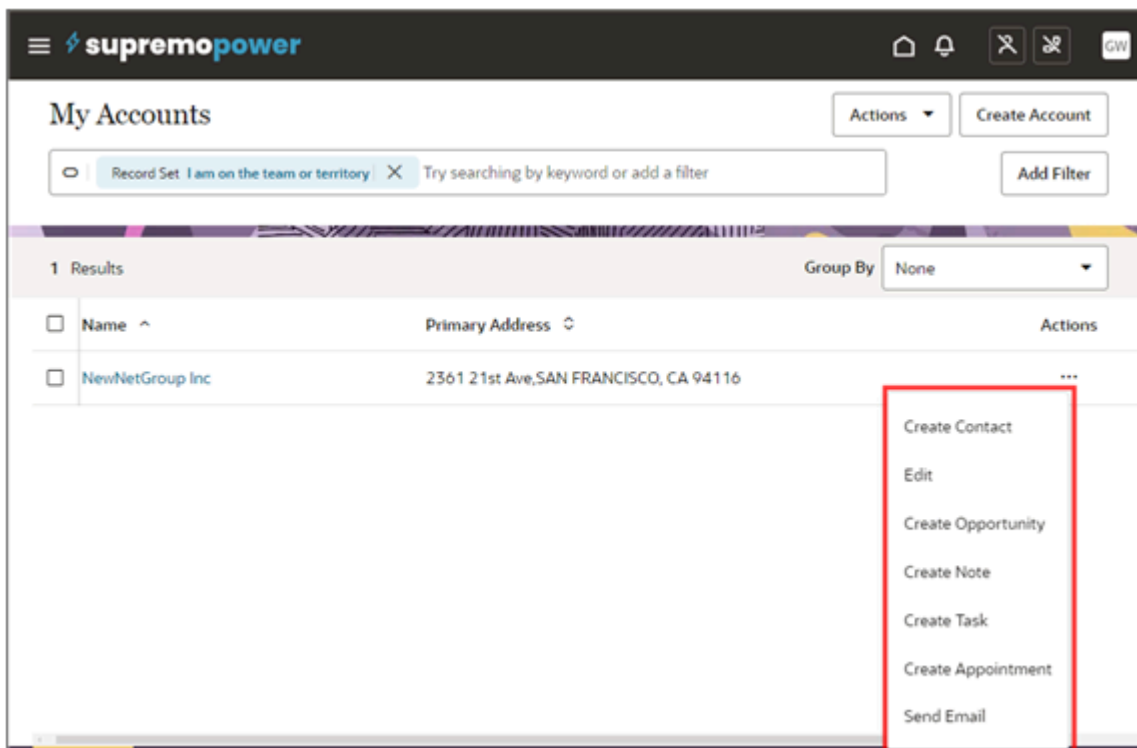 supremopower
GW
My Accounts
Actions
Create Account
Record Set I am on the team or territory
Try searching by keyword or add a filter
Add Filter
1 Results
Group By
None
Name
Primary Address
Actions
NewNetGroup Inc
2361 21st Ave,SAN FRANCISCO, CA 94116
...
Create Contact
Edit
Create Opportunity
Create Note
Create Task
Create Appointment
Send Email